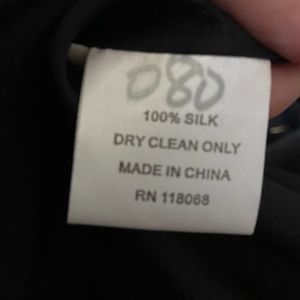 080
100% SILK
DRY CLEAN ONLY
MADE IN CHINA
RN 118068